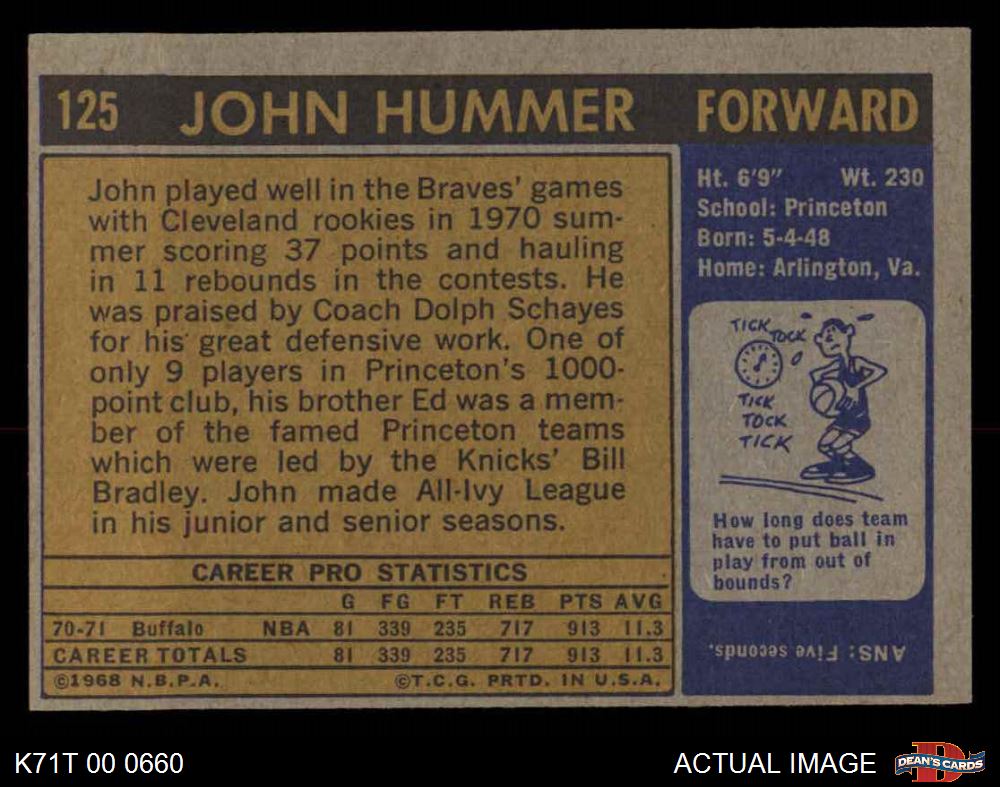 125 JOHN HUMMER FORWARD
John played well in the Braves' games
with Cleveland rookies in 1970 sum-
mer scoring 37 points and hauling
in 11 rebounds in the contests. He
was praised by Coach Dolph Schayes
for his great defensive work. One of
only 9 players in Princeton's 1000-
point club, his brother Ed was a mem-
ber of the famed Princeton teams
which were led by the Knicks' Bill
Bradley. John made All-Ivy League
in his junior and senior seasons.
CAREER PRO STATISTICS
G FG FT REB PTS AVG
70-71 Buffalo NBA 81 339 235 717 913 11.3
CAREER TOTALS 81 339 235 717 913 11.3
©1968 N.B.P.A. ©T.C.G. PRTD. IN U.S.A.
Ht. 6'9" Wt. 230
School: Princeton
Born: 5-4-48
Home: Arlington, Va.
TICK
TOCK
TICK
TOCK
TICK
How long does team
have to put ball in
play from out of
bounds?
ANS: Five seconds.
K71T 00 0660
ACTUAL IMAGE
DEAN'S CARDS